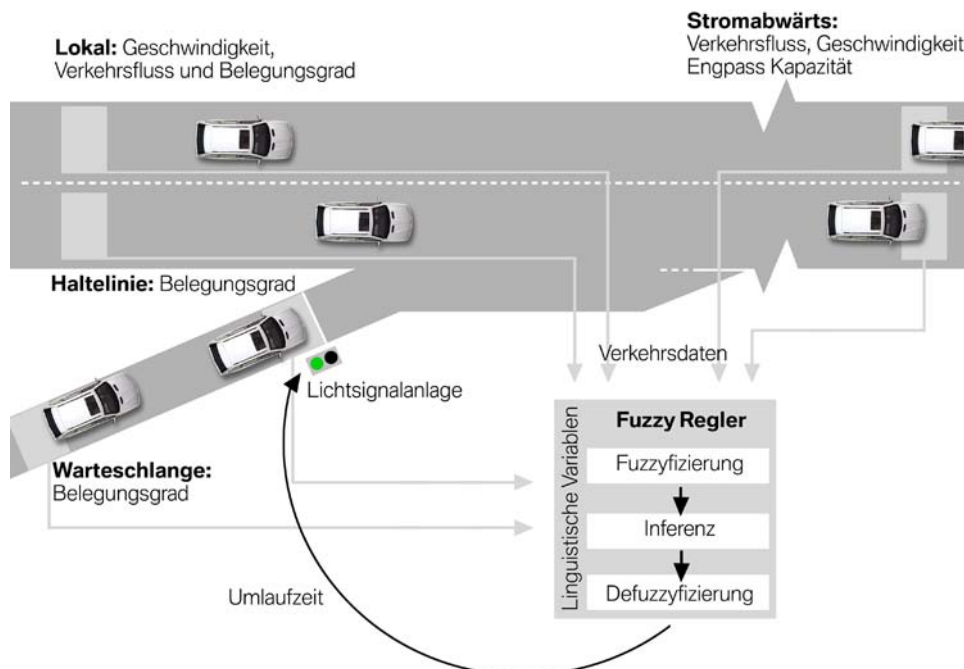 Lokal: Geschwindigkeit,
Verkehrsfluss und Belegungsgrad
Stromabwärts:
Verkehrsfluss, Geschwindigkeit
Engpass Kapazität
Haltelinie: Belegungsgrad
Lichtsignalanlage
Verkehrsdaten
Warteschlange:
Belegungsgrad
Linguistische Variablen
Fuzzy Regler
Fuzzyfizierung
Inferenz
Defuzzyfizierung
Umlaufzeit